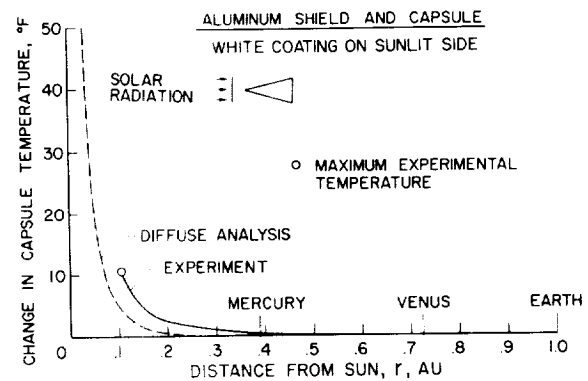 ALUMINUM SHIELD AND CAPSULE
WHITE COATING ON SUNLIT SIDE
SOLAR
RADIATION
MAXIMUM EXPERIMENTAL
TEMPERATURE
DIFFUSE ANALYSIS
EXPERIMENT
MERCURY
VENUS
EARTH
CHANGE IN CAPSULE TEMPERATURE, °F
50
40
30
20
10
0
.1
.2
.3
.4
.5
.6
.7
.8
.9
1.0
DISTANCE FROM SUN, r, AU